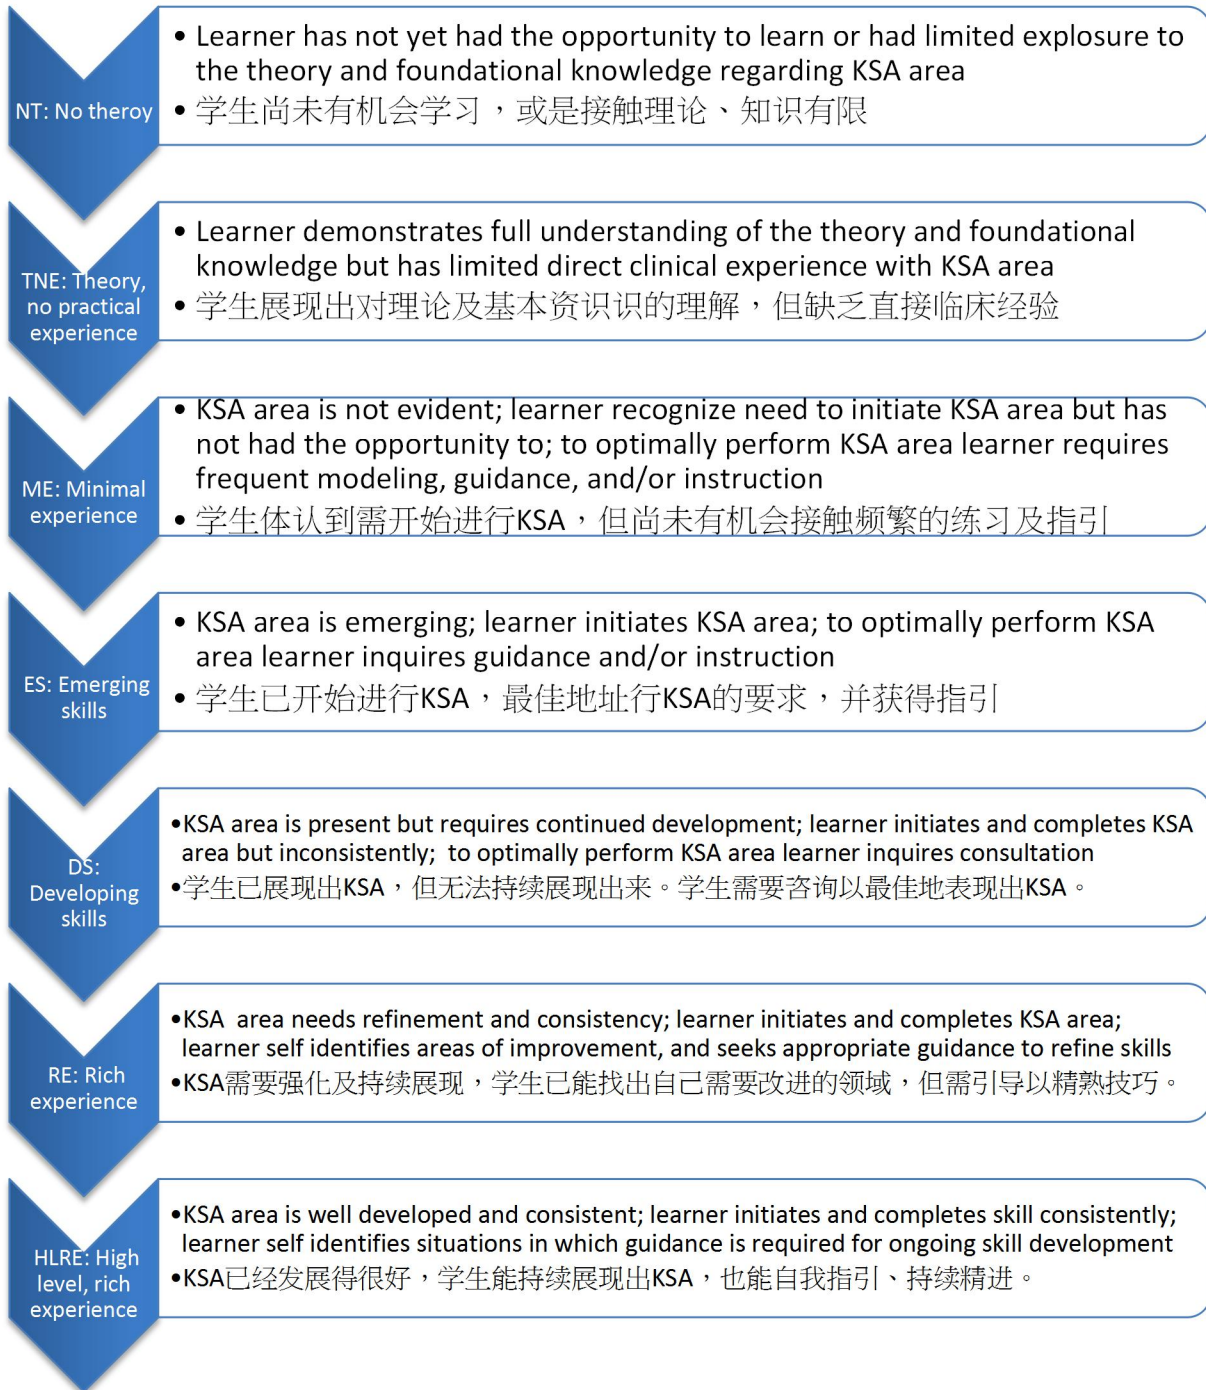 NT: No theroy
• Learner has not yet had the opportunity to learn or had limited explosure to
the theory and foundational knowledge regarding KSA area
• 学生尚未有机会学习，或是接触理论、知识有限
TNE: Theory,
no practical
experience
• Learner demonstrates full understanding of the theory and foundational
knowledge but has limited direct clinical experience with KSA area
• 学生展现出对理论及基本资识识的理解，但缺乏直接临床经验
ME: Minimal
experience
• KSA area is not evident; learner recognize need to initiate KSA area but has
not had the opportunity to; to optimally perform KSA area learner requires
frequent modeling, guidance, and/or instruction
• 学生体认到需开始进行KSA，但尚未有机会接触频繁的练习及指引
ES: Emerging
skills
• KSA area is emerging; learner initiates KSA area; to optimally perform KSA
area learner inquires guidance and/or instruction
• 学生已开始进行KSA，最佳地址行KSA的要求，并获得指引
DS:
Developing
skills
•KSA area is present but requires continued development; learner initiates and completes KSA
area but inconsistently; to optimally perform KSA area learner inquires consultation
•学生已展现出KSA，但无法持续展现出来。学生需要咨询以最佳地表现出KSA。
RE: Rich
experience
•KSA area needs refinement and consistency; learner initiates and completes KSA area;
learner self identifies areas of improvement, and seeks appropriate guidance to refine skills
•KSA需要强化及持续展现，学生已能找出自己需要改进的领域，但需引导以精熟技巧。
HLRE: High
level, rich
experience
•KSA area is well developed and consistent; learner initiates and completes skill consistently;
learner self identifies situations in which guidance is required for ongoing skill development
•KSA已经发展得很好，学生能持续展现出KSA，也能自我指引、持续精进。